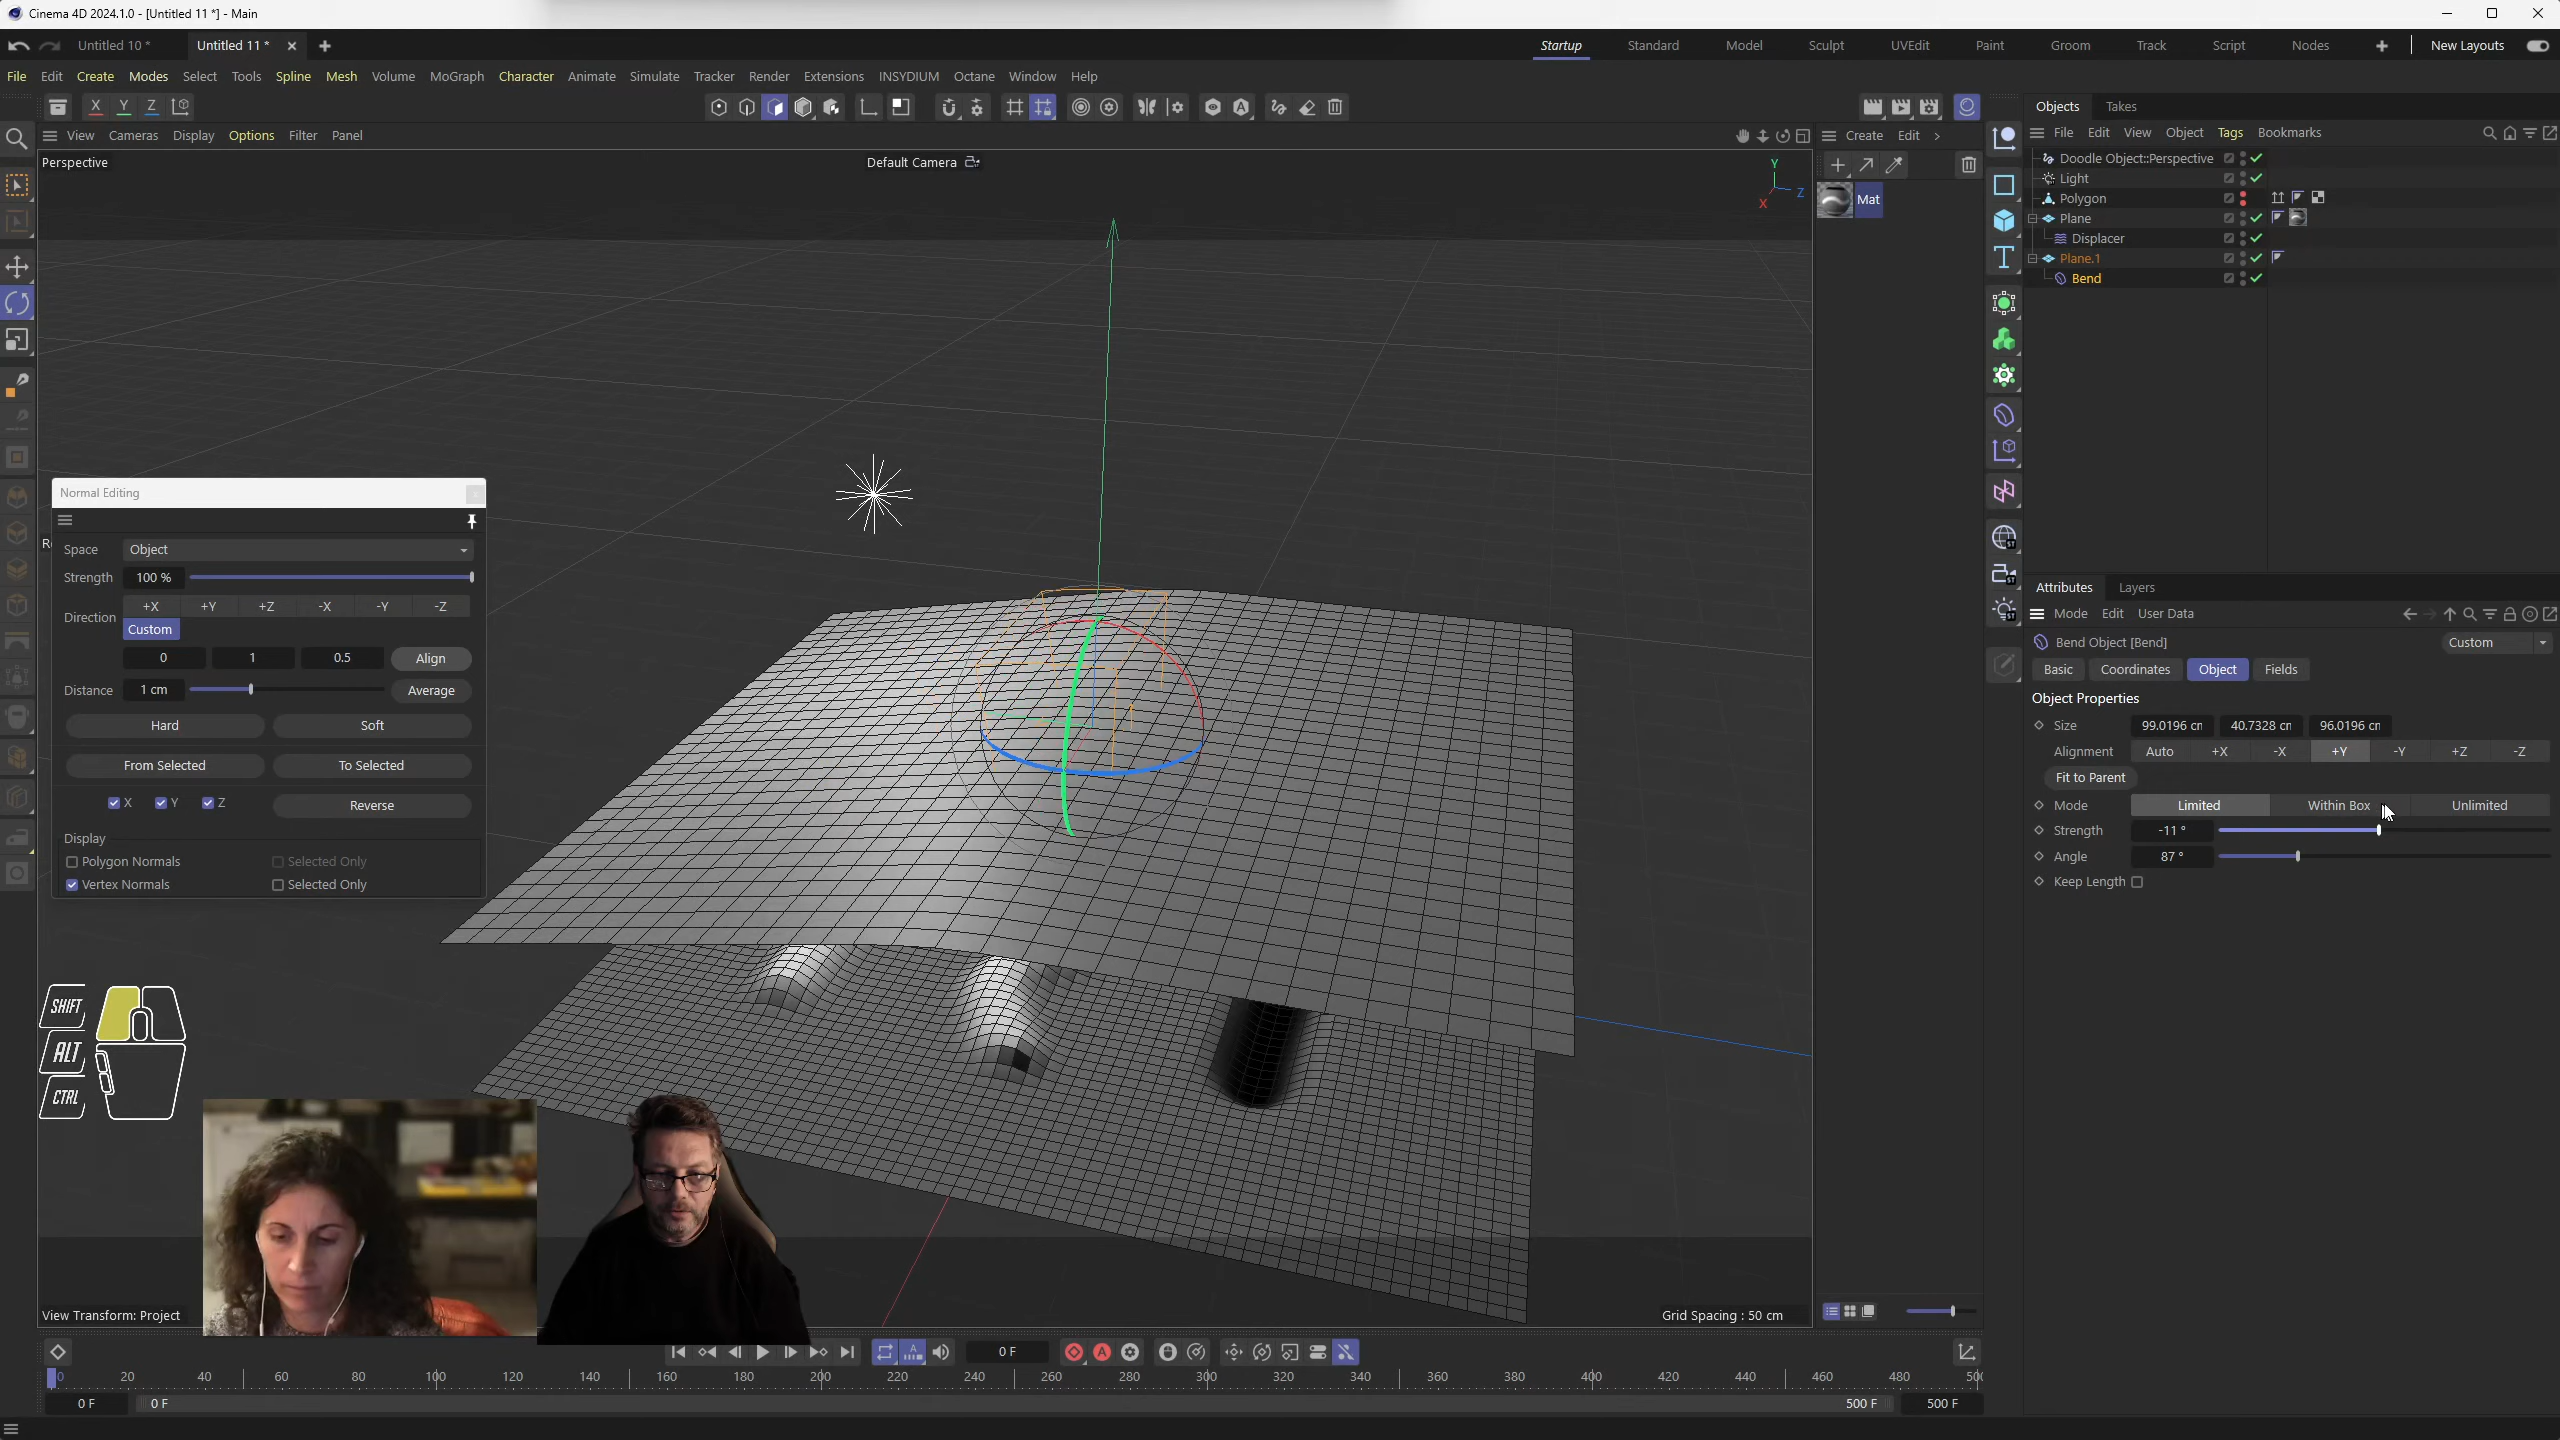 Cinema 4D 2024.1.0 - [Untitled 11 *] - Main
Untitled 10 *
Untitled 11 *
Startup
Standard
Model
Sculpt
UVEdit
Paint
Groom
Track
Script
Nodes
New Layouts
File Edit Create Modes Select Tools Spline Mesh Volume MoGraph Character Animate Simulate Tracker Render Extensions INSYDIUM Octane Window Help
X Y Z
View Cameras Display Options Filter Panel
Perspective
Default Camera
Y
Z
X
Create Edit
Mat
Objects Takes
File Edit View Object Tags Bookmarks
Doodle Object::Perspective
Light
Polygon
Plane
Displacer
Plane.1
Bend
Normal Editing
Space Object
Strength 100 %
Direction +X +Y +Z -X -Y -Z
Custom
0 1 0.5 Align
Distance 1 cm Average
Hard Soft
From Selected To Selected
X Y Z Reverse
Display
Polygon Normals Selected Only
Vertex Normals Selected Only
SHIFT
ALT
CTRL
View Transform: Project
Grid Spacing : 50 cm
Attributes Layers
Mode Edit User Data
Bend Object [Bend] Custom
Basic Coordinates Object Fields
Object Properties
Size 99.0196 cm 40.7328 cm 96.0196 cm
Alignment Auto +X -X +Y -Y +Z -Z
Fit to Parent
Mode Limited Within Box Unlimited
Strength -11 °
Angle 87 °
Keep Length
0 F
0 20 40 60 80 100 120 140 160 180 200 220 240 260 280 300 320 340 360 380 400 420 440 460 480 500
0 F 0 F 500 F 500 F